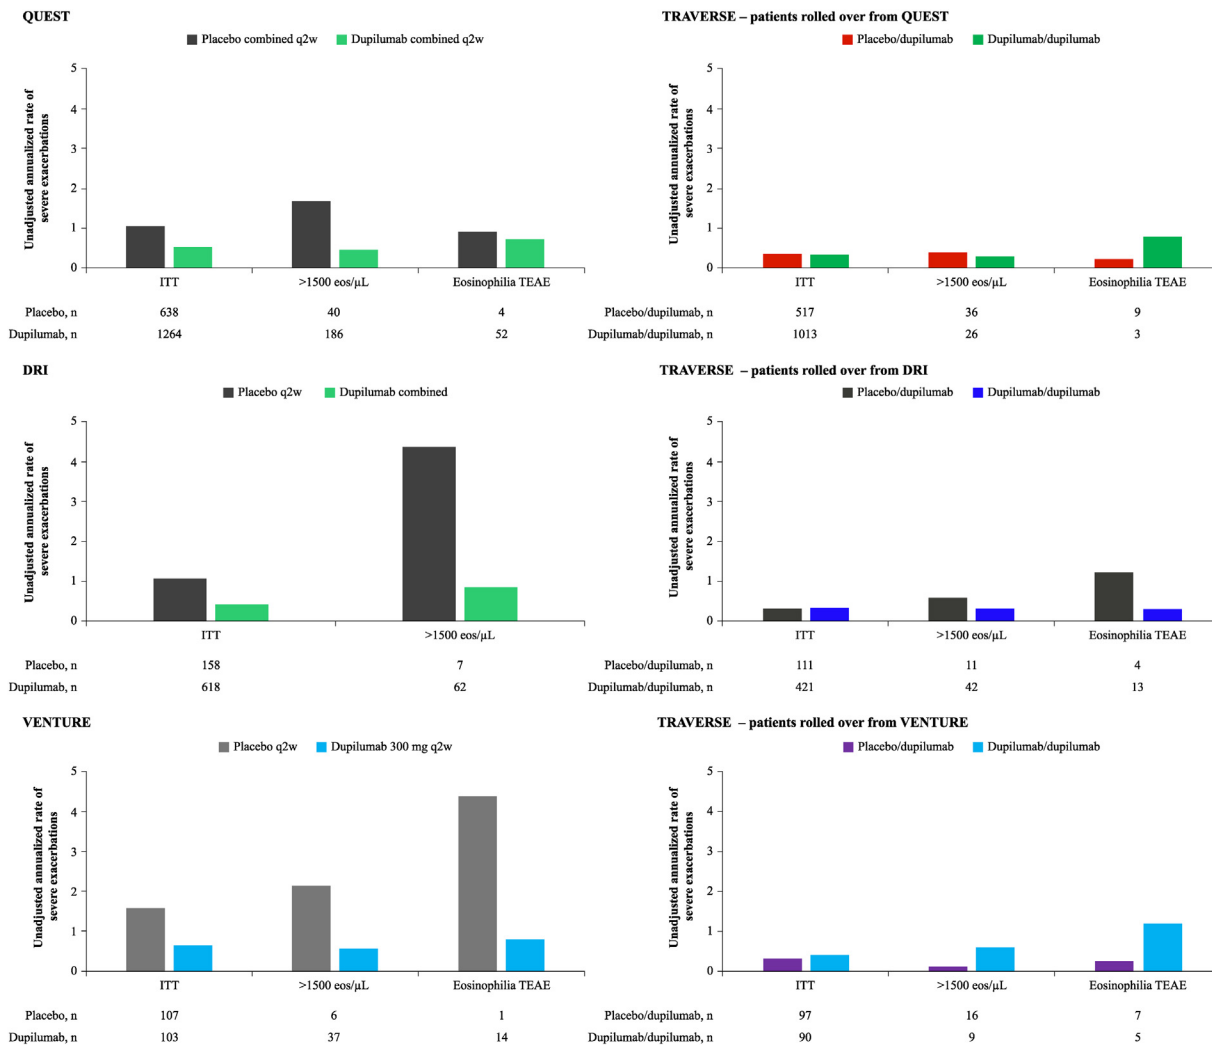 QUEST
Placebo combined q2w Dupilumab combined q2w
Unadjusted annualized rate of
severe exacerbations
5
4
3
2
1
0
ITT >1500 eos/µL Eosinophilia TEAE
Placebo, n 638 40 4
Dupilumab, n 1264 186 52
TRAVERSE – patients rolled over from QUEST
Placebo/dupilumab Dupilumab/dupilumab
Unadjusted annualized rate of
severe exacerbations
5
4
3
2
1
0
ITT >1500 eos/µL Eosinophilia TEAE
Placebo/dupilumab, n 517 36 9
Dupilumab/dupilumab, n 1013 26 3
DRI
Placebo q2w Dupilumab combined
Unadjusted annualized rate of
severe exacerbations
5
4
3
2
1
0
ITT >1500 eos/µL
Placebo, n 158 7
Dupilumab, n 618 62
TRAVERSE – patients rolled over from DRI
Placebo/dupilumab Dupilumab/dupilumab
Unadjusted annualized rate of
severe exacerbations
5
4
3
2
1
0
ITT >1500 eos/µL Eosinophilia TEAE
Placebo/dupilumab, n 111 11 4
Dupilumab/dupilumab, n 421 42 13
VENTURE
Placebo q2w Dupilumab 300 mg q2w
Unadjusted annualized rate of
severe exacerbations
5
4
3
2
1
0
ITT >1500 eos/µL Eosinophilia TEAE
Placebo, n 107 6 1
Dupilumab, n 103 37 14
TRAVERSE – patients rolled over from VENTURE
Placebo/dupilumab Dupilumab/dupilumab
Unadjusted annualized rate of
severe exacerbations
5
4
3
2
1
0
ITT >1500 eos/µL Eosinophilia TEAE
Placebo/dupilumab, n 97 16 7
Dupilumab/dupilumab, n 90 9 5